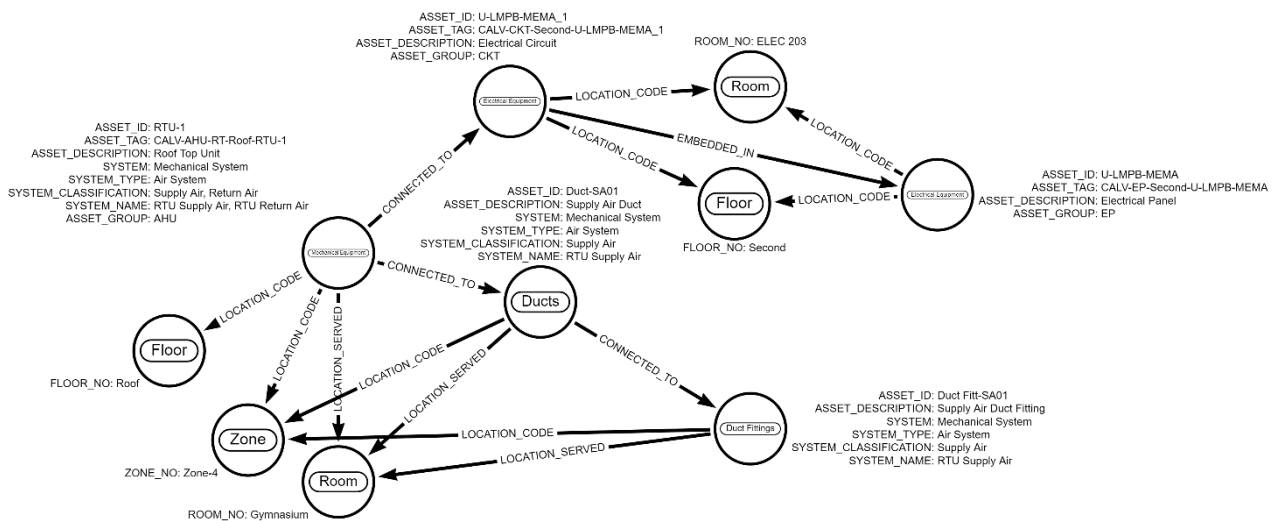 ASSET_ID: U-LMPB-MEMA_1
ASSET_TAG: CALV-CKT-Second-U-LMPB-MEMA_1
ASSET_DESCRIPTION: Electrical Circuit
ASSET_GROUP: CKT
Electrical Equipment
ROOM_NO: ELEC 203
Room
LOCATION_CODE
LOCATION_CODE
EMBEDDED_IN
LOCATION_CODE
LOCATION_CODE
Floor
FLOOR_NO: Second
Electrical Equipment
ASSET_ID: U-LMPB-MEMA
ASSET_TAG: CALV-EP-Second-U-LMPB-MEMA
ASSET_DESCRIPTION: Electrical Panel
ASSET_GROUP: EP
ASSET_ID: RTU-1
ASSET_TAG: CALV-AHU-RT-Roof-RTU-1
ASSET_DESCRIPTION: Roof Top Unit
SYSTEM: Mechanical System
SYSTEM_TYPE: Air System
SYSTEM_CLASSIFICATION: Supply Air, Return Air
SYSTEM_NAME: RTU Supply Air, RTU Return Air
ASSET_GROUP: AHU
Mechanical Equipment
CONNECTED_TO
CONNECTED_TO
ASSET_ID: Duct-SA01
ASSET_DESCRIPTION: Supply Air Duct
SYSTEM: Mechanical System
SYSTEM_TYPE: Air System
SYSTEM_CLASSIFICATION: Supply Air
SYSTEM_NAME: RTU Supply Air
Ducts
LOCATION_CODE
LOCATION_CODE
LOCATION_SERVED
LOCATION_CODE
LOCATION_SERVED
CONNECTED_TO
Floor
FLOOR_NO: Roof
Zone
ZONE_NO: Zone-4
Room
ROOM_NO: Gymnasium
LOCATION_CODE
LOCATION_SERVED
Duct Fittings
ASSET_ID: Duct Fitt-SA01
ASSET_DESCRIPTION: Supply Air Duct Fitting
SYSTEM: Mechanical System
SYSTEM_TYPE: Air System
SYSTEM_CLASSIFICATION: Supply Air
SYSTEM_NAME: RTU Supply Air